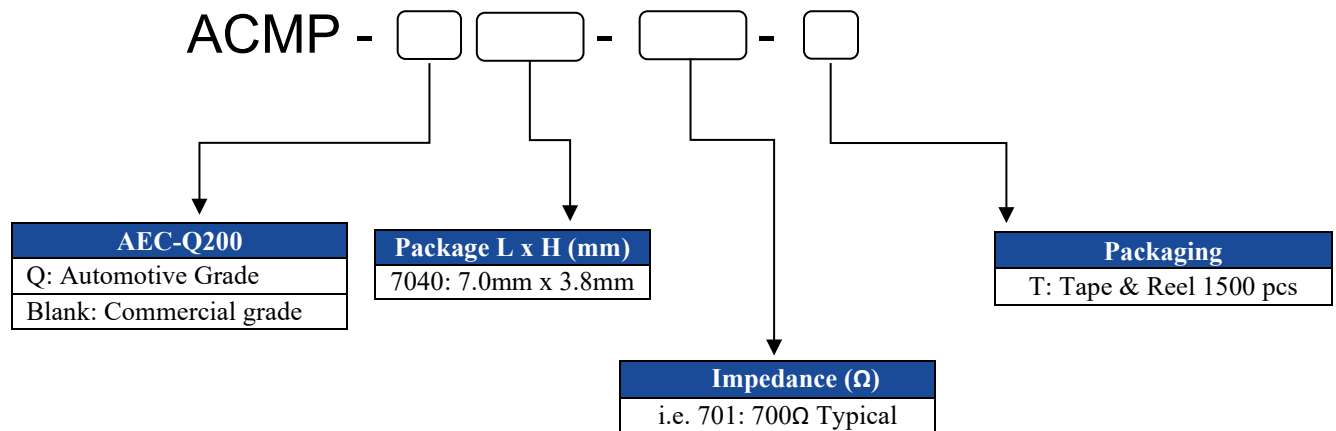 ACMP - - -
AEC-Q200
Q: Automotive Grade
Blank: Commercial grade
Package L x H (mm)
7040: 7.0mm x 3.8mm
Packaging
T: Tape & Reel 1500 pcs
Impedance (Ω)
i.e. 701: 700Ω Typical